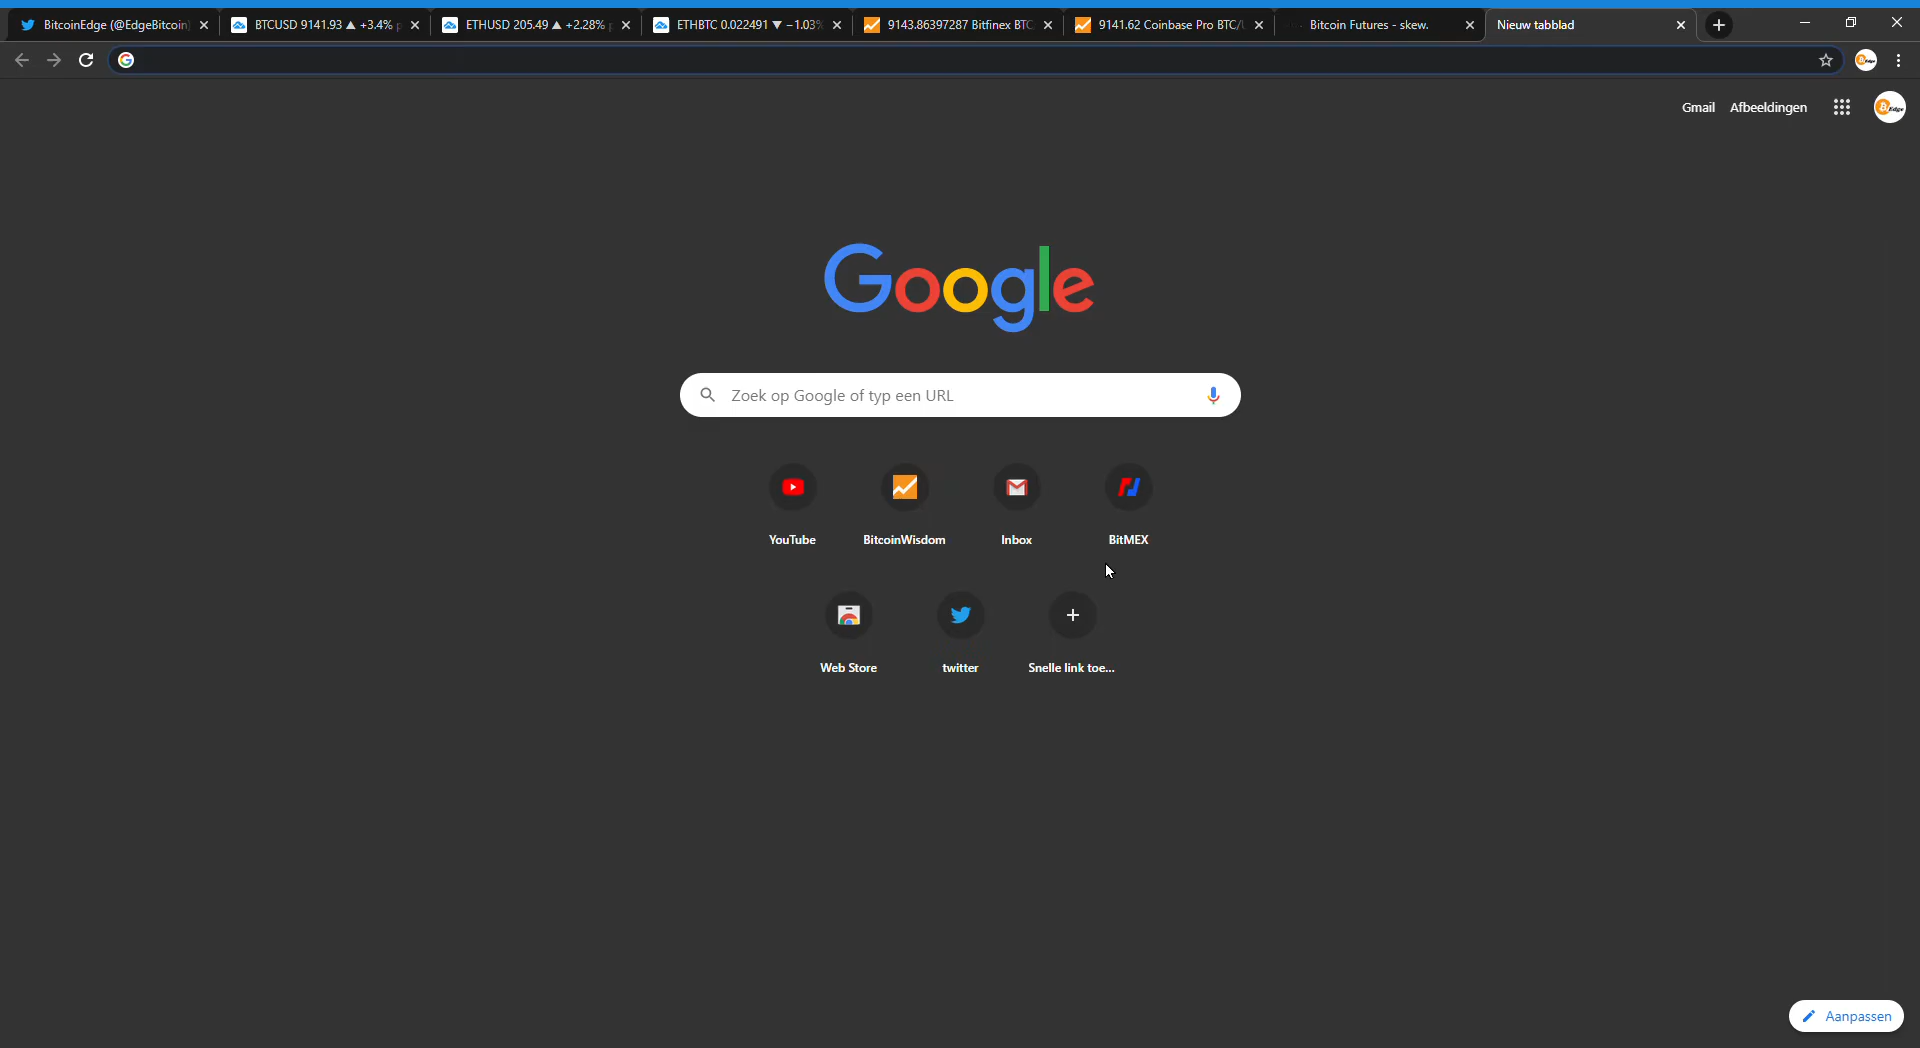 BitcoinEdge (@EdgeBitcoin
BTCUSD 9141.93 ▲ +3.4%
ETHUSD 205.49 ▲ +2.28%
ETHBTC 0.022491 ▼ −1.03%
9143.86397287 Bitfinex BTC
9141.62 Coinbase Pro BTC/
Bitcoin Futures - skew.
Nieuw tabblad
Gmail Afbeeldingen
Edge
Google
Zoek op Google of typ een URL
YouTube
BitcoinWisdom
Inbox
BitMEX
Web Store
twitter
Snelle link toe...
Aanpassen